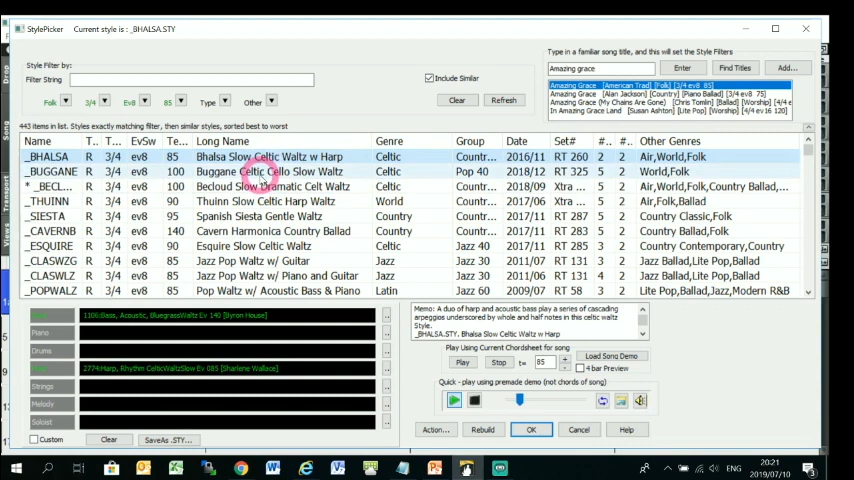 StylePicker Current style is : _BHALSA.STY
Style Filter by:
Filter String
Include Similar
Folk 3/4 Ev8 85 Type Other
Clear Refresh
Type in a familiar song title, and this will set the Style Filters
Amazing grace Enter Find Titles Add...
Amazing Grace [American Trad] [Folk] [3/4 ev8 85]
Amazing Grace [Alan Jackson] [Country] [Piano Ballad] [3/4 ev8 75]
Amazing Grace (My Chains Are Gone) [Chris Tomlin] [Ballad] [Worship] [4/4 e
In Amazing Grace Land [Susan Ashton] [Lite Pop] [Worship] [4/4 ev16 120]
443 items in list. Styles exactly matching filter, then similar styles, sorted best to worst
Name T.. T... EvSw Te... Long Name Genre Group Date Set# #.. #.. Other Genres
_BHALSA R 3/4 ev8 85 Bhalsa Slow Celtic Waltz w Harp Celtic Countr... 2016/11 RT 260 2 2 Air,World,Folk
_BUGGANE R 3/4 ev8 100 Buggane Celtic Cello Slow Waltz Celtic Pop 40 2018/12 RT 325 5 2 World,Folk
* _BECL... R 3/4 ev8 100 Becloud Slow Dramatic Celt Waltz Celtic Countr... 2018/09 Xtra ... 5 2 Air,World,Country Ballad,...
_THUINN R 3/4 ev8 90 Thuinn Slow Celtic Harp Waltz World Countr... 2017/06 Xtra ... 5 2 Air,Folk,Ballad
_SIESTA R 3/4 ev8 95 Spanish Siesta Gentle Waltz Country Countr... 2017/11 RT 287 5 2 Country Classic,Folk
_CAVERNB R 3/4 ev8 140 Cavern Harmonica Country Ballad Country Countr... 2017/11 RT 283 5 2 Country Ballad,Folk
_ESQUIRE R 3/4 ev8 90 Esquire Slow Celtic Waltz Celtic Jazz 40 2017/11 RT 285 3 2 Country Contemporary,Country
_CLASWZG R 3/4 ev8 85 Jazz Pop Waltz w/ Guitar Jazz Jazz 30 2011/07 RT 131 3 2 Jazz Ballad,Lite Pop,Ballad
_CLASWLZ R 3/4 ev8 85 Jazz Pop Waltz w/ Piano and Guitar Jazz Jazz 30 2011/06 RT 131 4 2 Jazz Ballad,Lite Pop,Ballad
_POPWALZ R 3/4 ev8 85 Pop Waltz w/ Acoustic Bass & Piano Latin Jazz 60 2009/07 RT 58 3 2 Lite Pop,Ballad,Jazz,Modern R&B
1106:Bass, Acoustic, BluegrassWaltz Ev 140 [Byron House]
Piano
Drums
2774:Harp, Rhythm CelticWaltzSlow Ev 085 [Sharlene Wallace]
Strings
Melody
Soloist
Custom Clear SaveAs .STY...
Memo: A duo of harp and acoustic bass play a series of cascading
arpeggios underscored by whole and half notes in this celtic waltz
Style.
_BHALSA.STY. Bhalsa Slow Celtic Waltz w Harp
Play Using Current Chordsheet for song
Play Stop t= 85 + - Load Song Demo
4 bar Preview
Quick - play using premade demo (not chords of song)
Action... Rebuild OK Cancel Help
Drop
Song
Transport
Views
ENG
20:21
2019/07/10
3